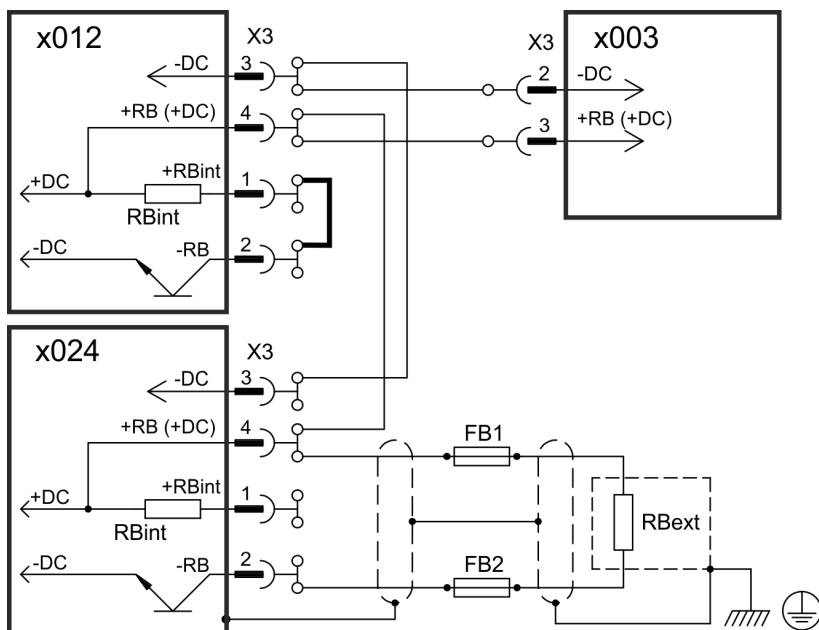 x012
X3
-DC
3
+RB (+DC)
4
+DC
+RBint
1
RBint
-DC
-RB
2
X3
x003
2
-DC
3
+RB (+DC)
x024
X3
-DC
3
+RB (+DC)
4
+DC
+RBint
1
RBint
-DC
-RB
2
FB1
RBext
FB2